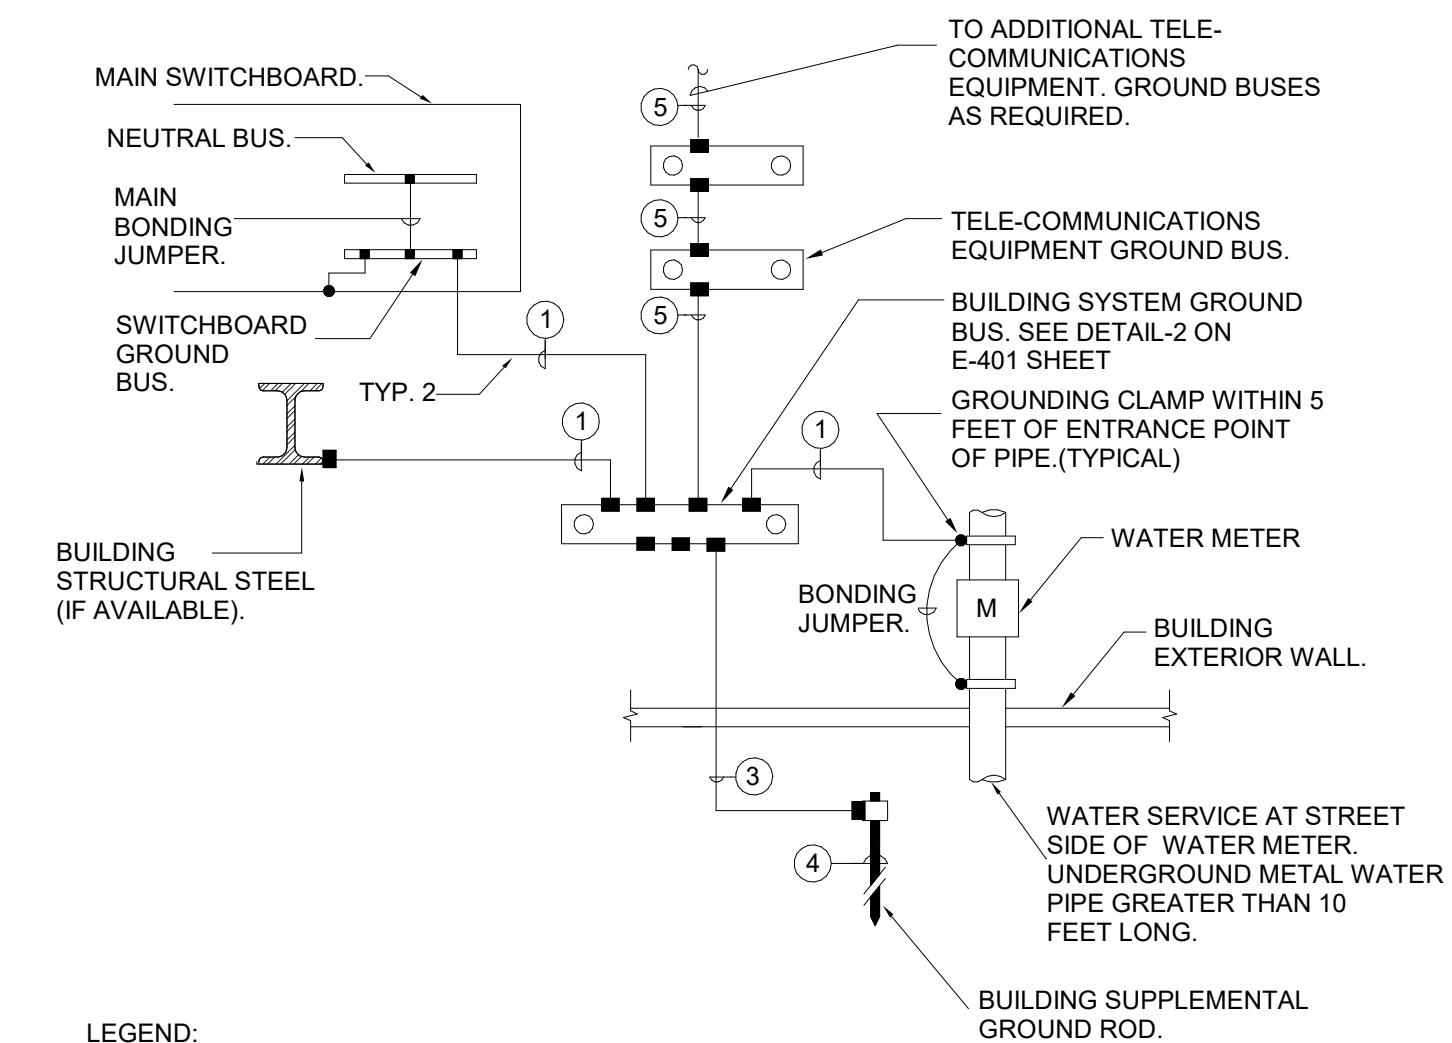 TO ADDITIONAL TELE-
COMMUNICATIONS
EQUIPMENT. GROUND BUSES
AS REQUIRED.
MAIN SWITCHBOARD.
5
NEUTRAL BUS.
MAIN
BONDING
JUMPER.
5
TELE-COMMUNICATIONS
EQUIPMENT GROUND BUS.
SWITCHBOARD
GROUND
BUS.
1
5
BUILDING SYSTEM GROUND
BUS. SEE DETAIL-2 ON
E-401 SHEET
TYP. 2
1
1
GROUNDING CLAMP WITHIN 5
FEET OF ENTRANCE POINT
OF PIPE.(TYPICAL)
BUILDING
STRUCTURAL STEEL
(IF AVAILABLE).
WATER METER
BONDING
JUMPER.
M
BUILDING
EXTERIOR WALL.
3
4
WATER SERVICE AT STREET
SIDE OF WATER METER.
UNDERGROUND METAL WATER
PIPE GREATER THAN 10
FEET LONG.
BUILDING SUPPLEMENTAL
GROUND ROD.
LEGEND: